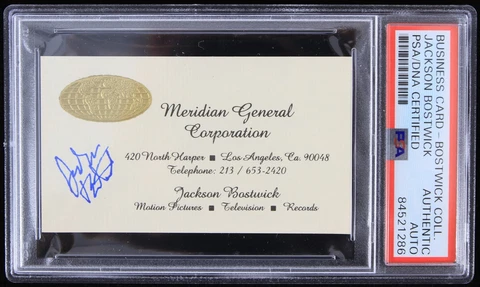 Meridian General
Corporation
420 North Harper ■ Los Angeles, Ca. 90048
Telephone: 213 / 653-2420
Jackson Bostwick
Motion Pictures ■ Television ■ Records
BUSINESS CARD - BOSTWICK COLL.
JACKSON BOSTWICK
PSA/DNA CERTIFIED
AUTHENTIC
AUTO
84521286
PSA